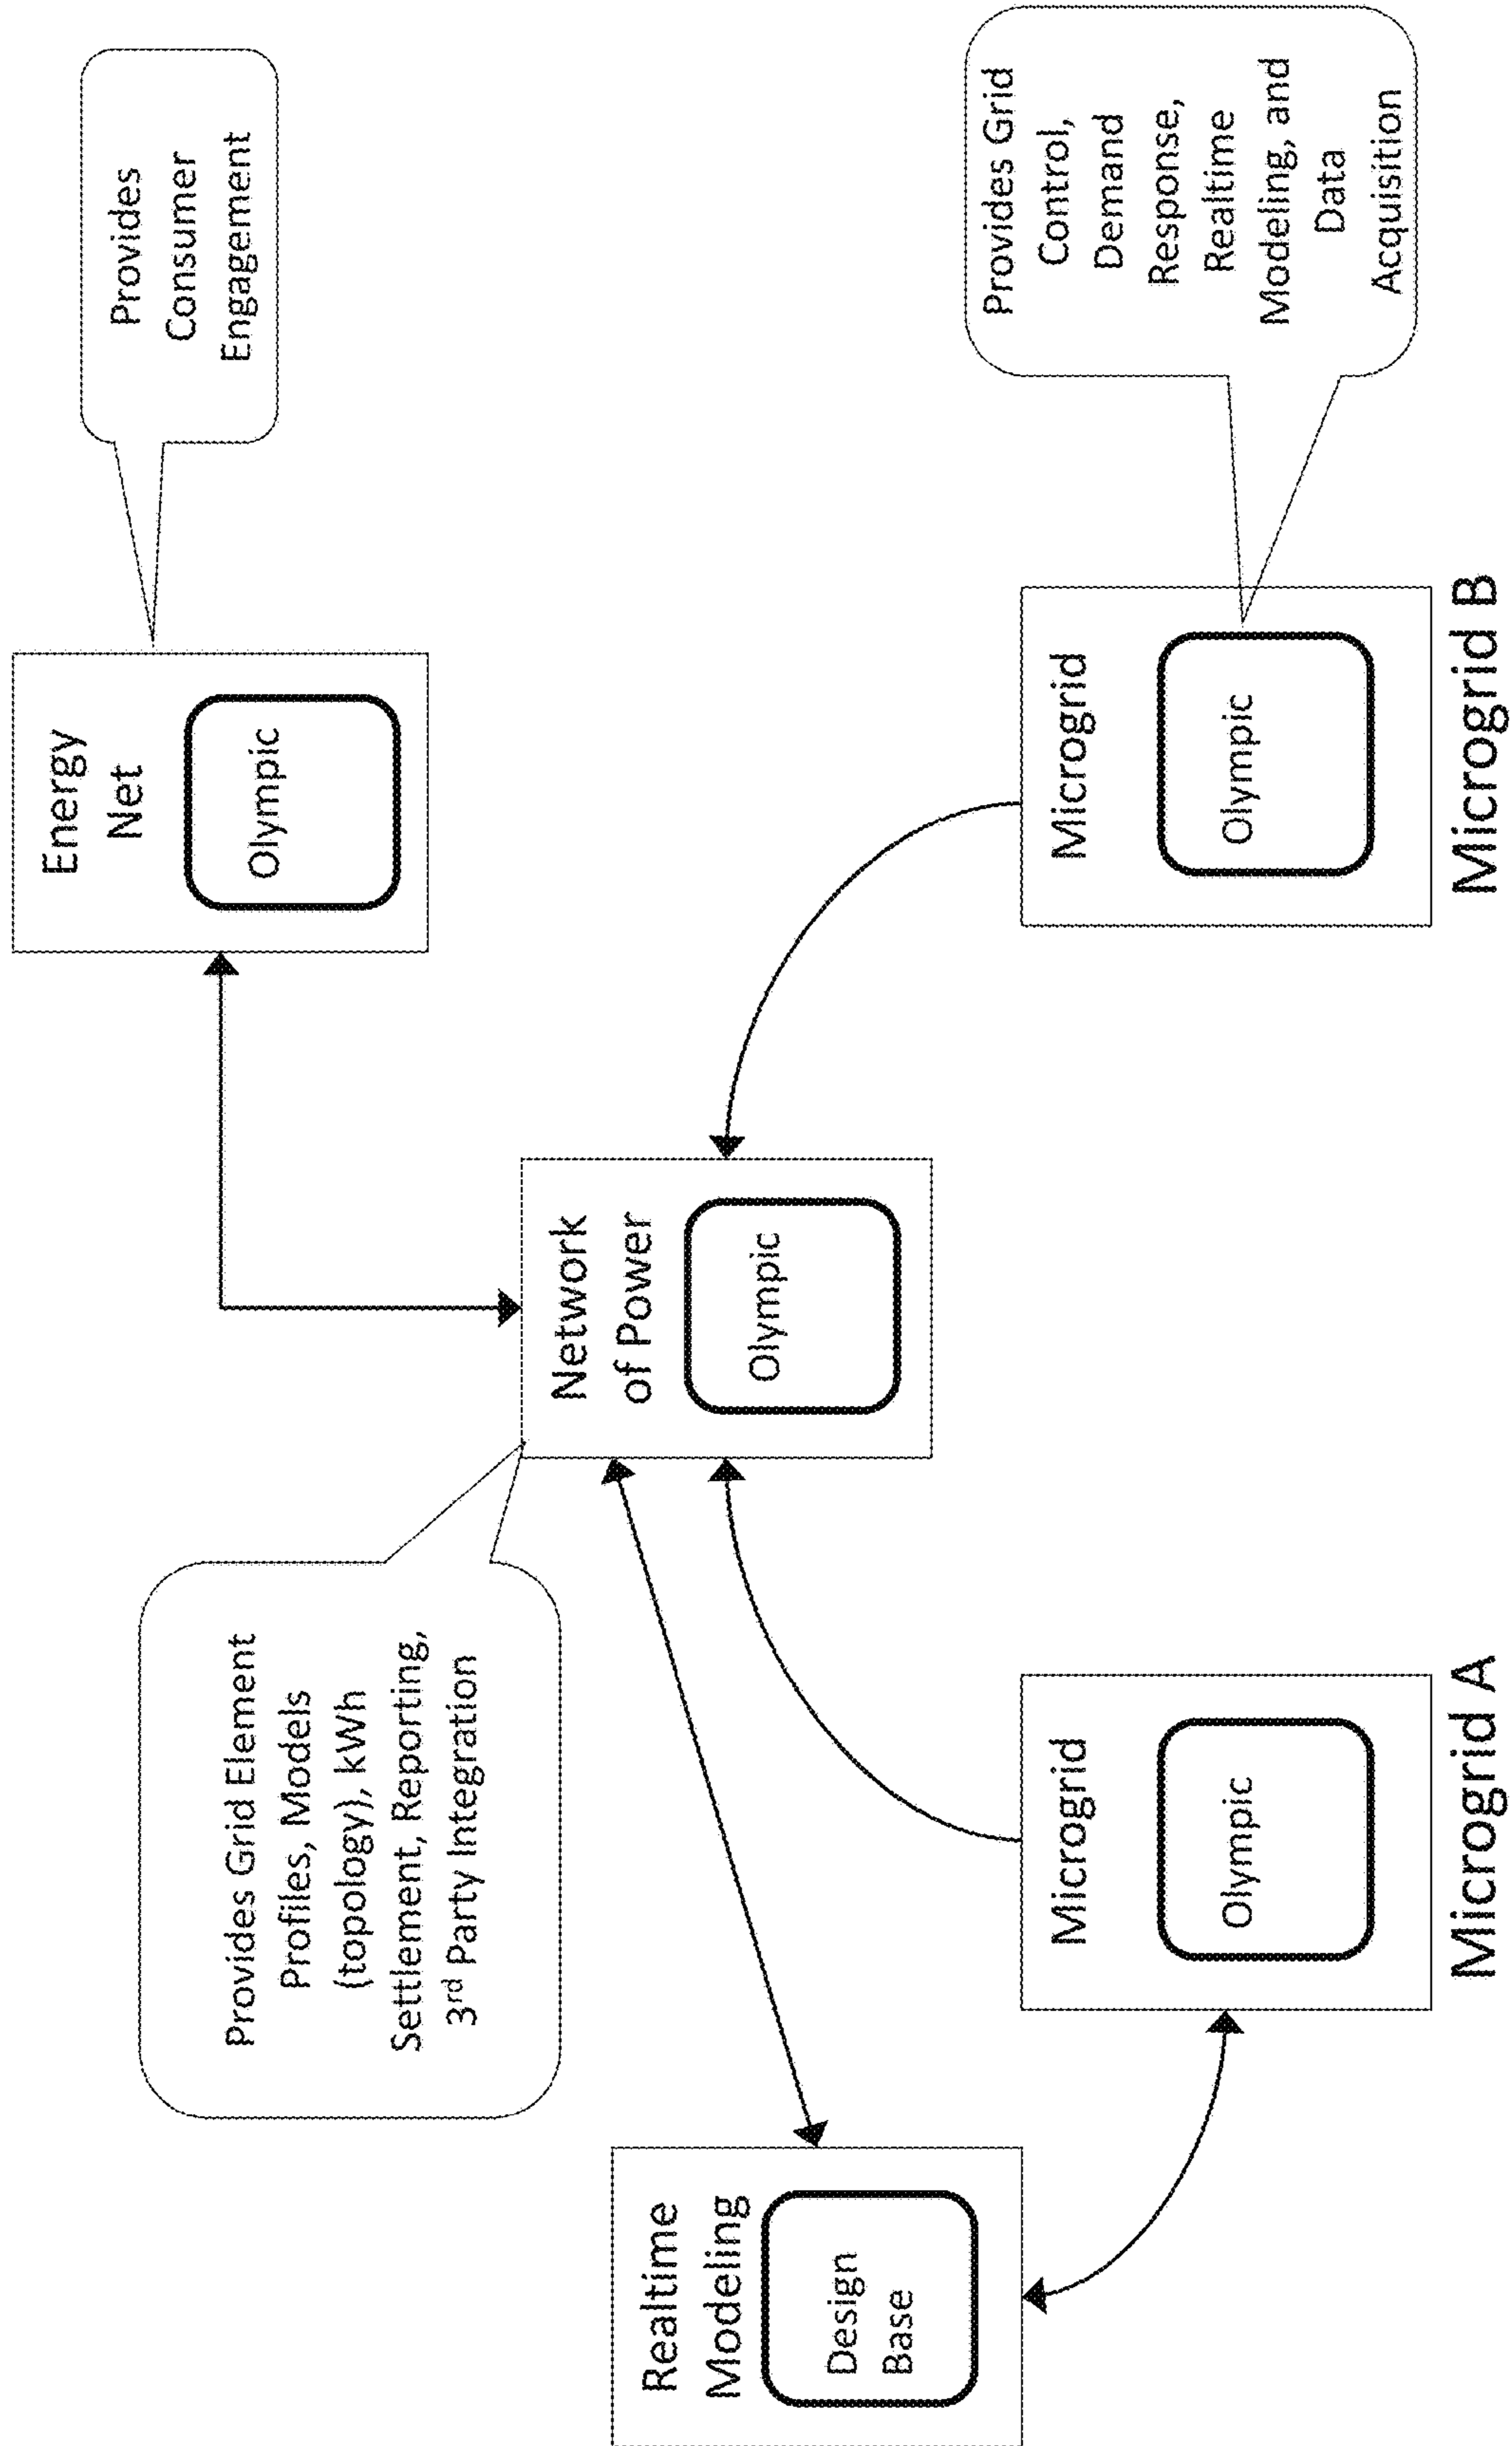 Energy
Net
Olympic
Provides
Consumer
Engagement
Provides Grid Element
Profiles, Models
(topology), kWh
Settlement, Reporting,
3rd Party Integration
Network
of Power
Olympic
Realtime
Modeling
Design
Base
Microgrid
Olympic
Microgrid A
Microgrid
Olympic
Microgrid B
Provides Grid
Control,
Demand
Response,
Realtime
Modeling, and
Data
Acquisition